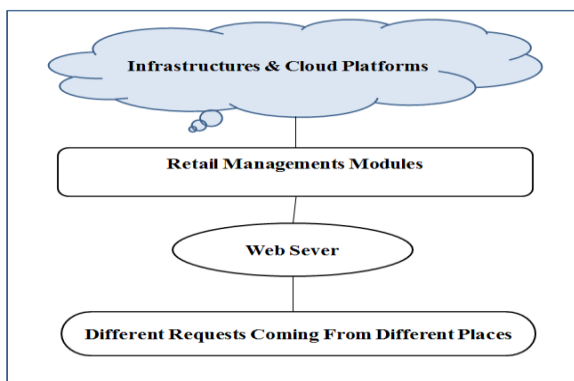 Infrastructures & Cloud Platforms
Retail Managements Modules
Web Sever
Different Requests Coming From Different Places